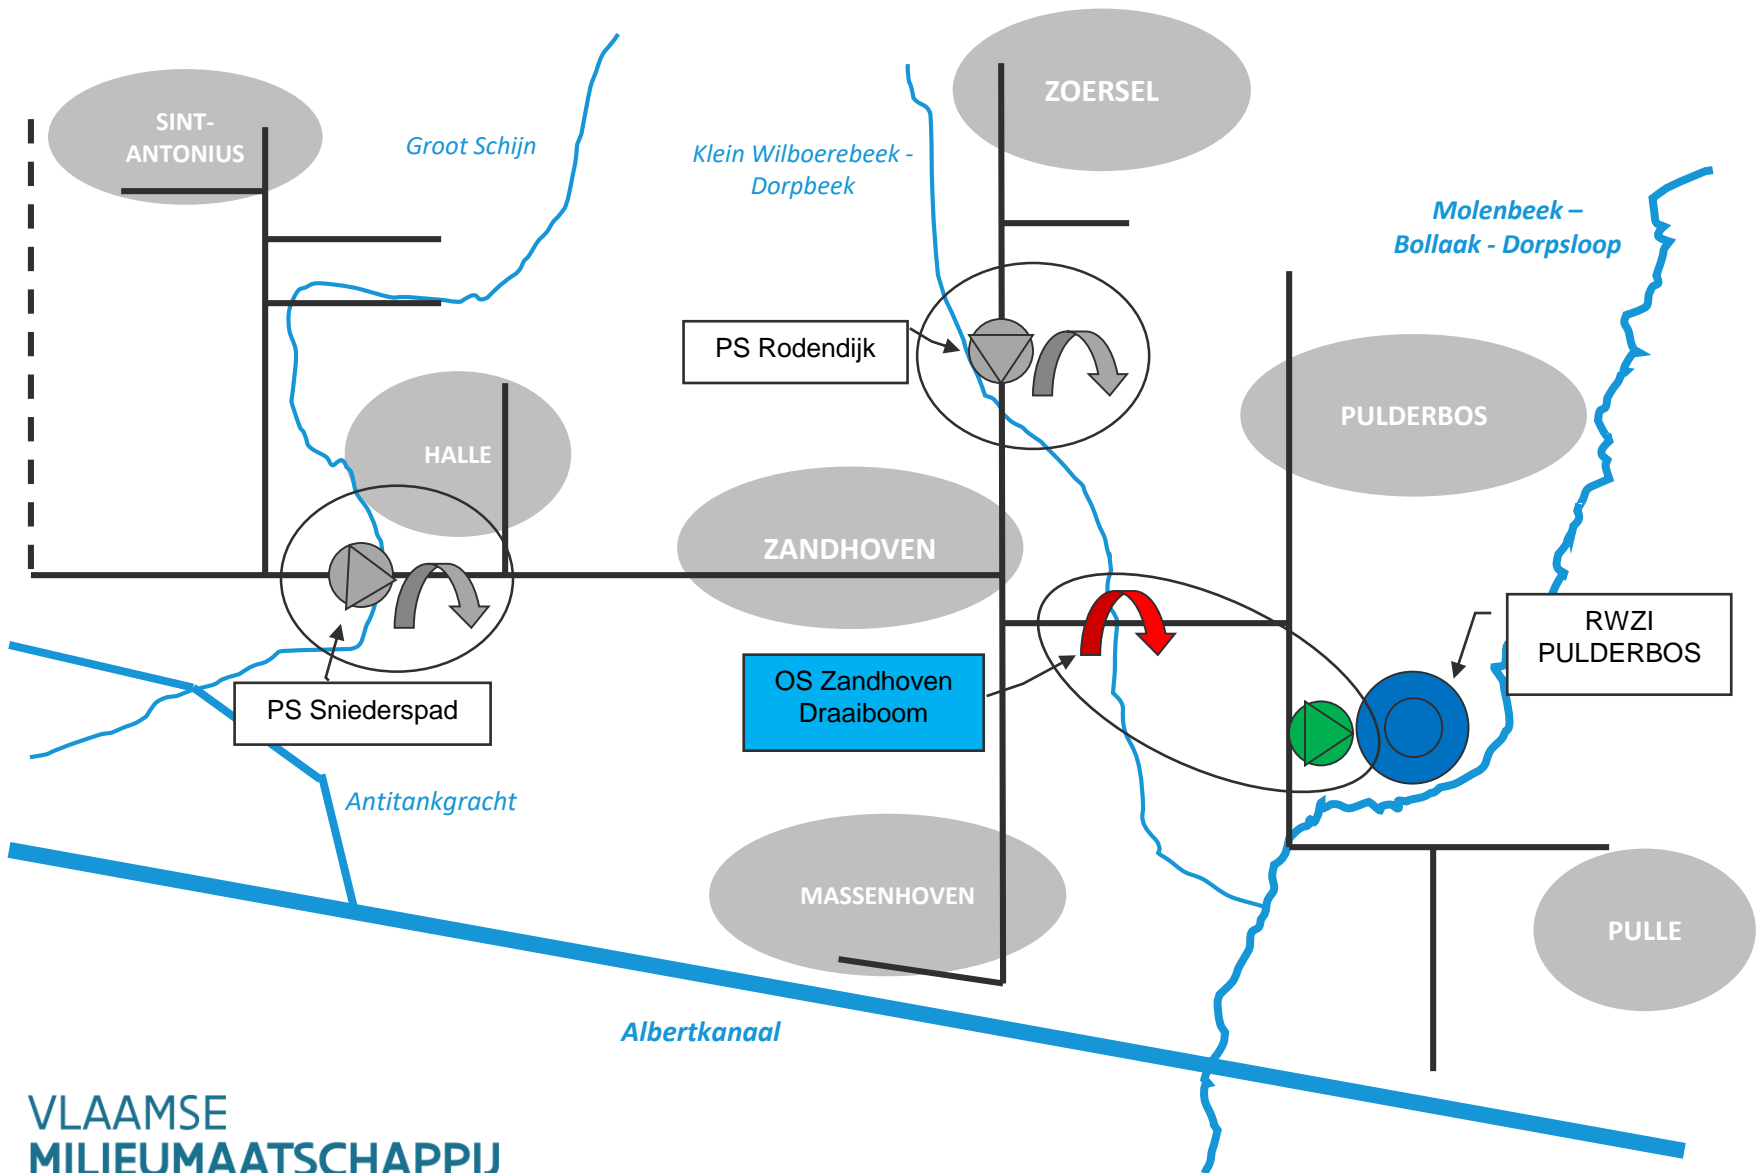 ZOERSEL
SINT-
ANTONIUS
Groot Schijn
Klein Wilboerebeek -
Dorpbeek
Molenbeek –
Bollaak - Dorpsloop
PS Rodendijk
PULDERBOS
HALLE
ZANDHOVEN
RWZI
PULDERBOS
OS Zandhoven
Draaiboom
PS Sniederspad
Antitankgracht
MASSENHOVEN
PULLE
Albertkanaal
VLAAMSE
MILIEUMAATSCHAPPIJ